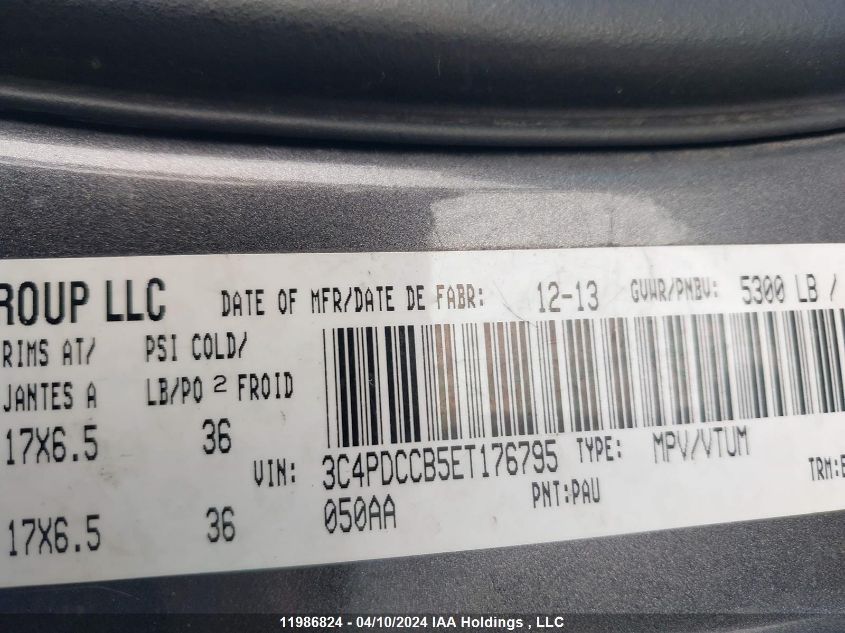 ROUP LLC DATE OF MFR/DATE DE FABR: 12-13 GVWR/PNBV: 5300 LB /
RIMS AT/ PSI COLD/
JANTES A LB/PO 2 FROID
17X6.5 36
VIN: 3C4PDCCB5ET176795 TYPE: MPV/VTUM
050AA PNT:PAU TRM:E
17X6.5 36
11986824 - 04/10/2024 IAA Holdings , LLC